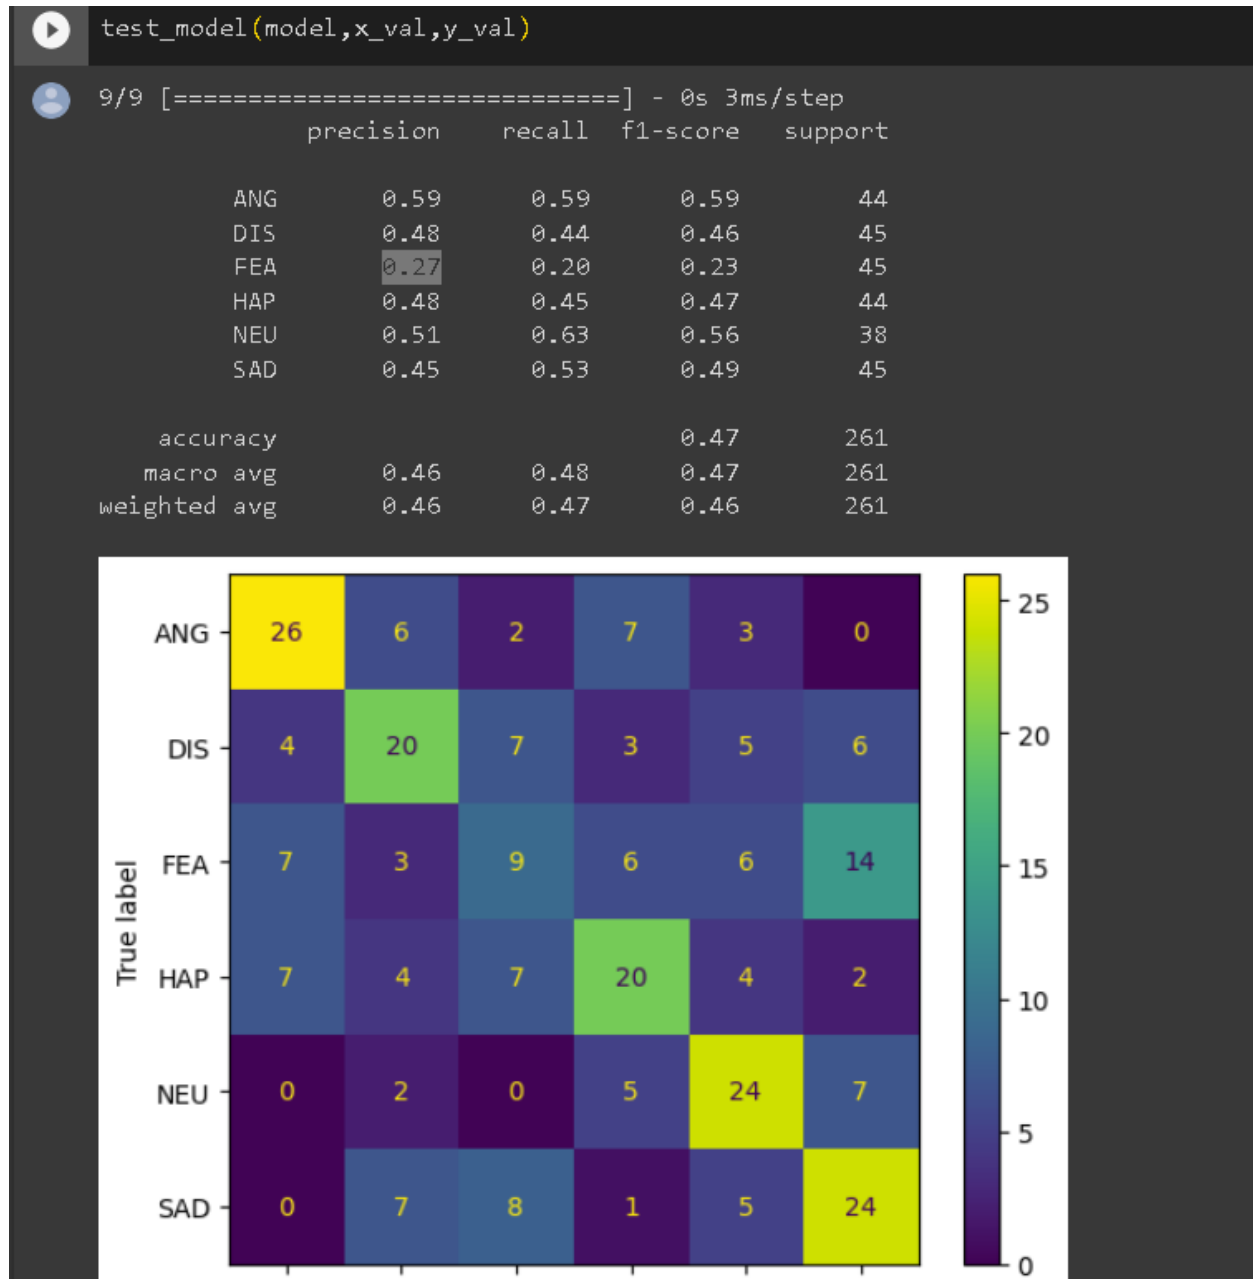 test_model(model,x_val,y_val)
9/9 [==============================] - 0s 3ms/step
precision recall f1-score support
ANG 0.59 0.59 0.59 44
DIS 0.48 0.44 0.46 45
FEA 0.27 0.20 0.23 45
HAP 0.48 0.45 0.47 44
NEU 0.51 0.63 0.56 38
SAD 0.45 0.53 0.49 45
accuracy 0.47 261
macro avg 0.46 0.48 0.47 261
weighted avg 0.46 0.47 0.46 261
True label
ANG 26 6 2 7 3 0
DIS 4 20 7 3 5 6
FEA 7 3 9 6 6 14
HAP 7 4 7 20 4 2
NEU 0 2 0 5 24 7
SAD 0 7 8 1 5 24
25
20
15
10
5
0